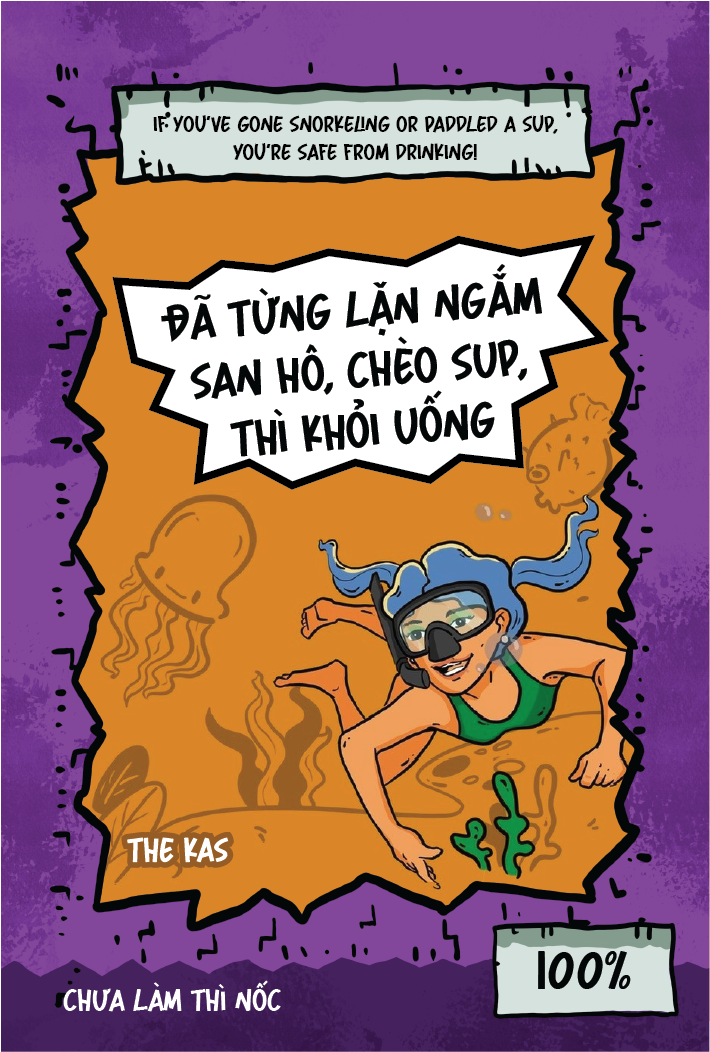 IF YOU'VE GONE SNORKELING OR PADDLED A SUP,
YOU'RE SAFE FROM DRINKING!
ĐÃ TỪNG LẶN NGẮM
SAN HÔ, CHÈO SUP,
THÌ KHỎI UỐNG
THE KAS
100%
CHƯA LÀM THÌ NỐC